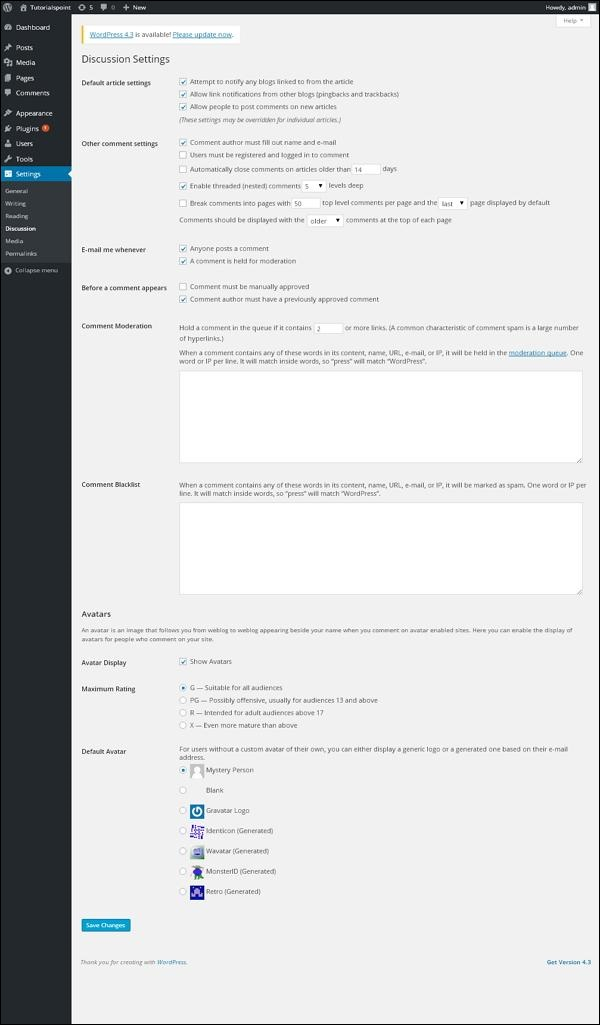 Tutorialspoint 5 0 New Howdy, admin
Help
Dashboard
Posts
Media
Pages
Comments
Appearance
Plugins 1
Users
Tools
Settings
General
Writing
Reading
Discussion
Media
Permalinks
Collapse menu
WordPress 4.3 is available! Please update now.
Discussion Settings
Default article settings
Attempt to notify any blogs linked to from the article
Allow link notifications from other blogs (pingbacks and trackbacks)
Allow people to post comments on new articles
(These settings may be overridden for individual articles.)
Other comment settings
Comment author must fill out name and e-mail
Users must be registered and logged in to comment
Automatically close comments on articles older than 14 days
Enable threaded (nested) comments 5 levels deep
Break comments into pages with 50 top level comments per page and the last page displayed by default
Comments should be displayed with the older comments at the top of each page
E-mail me whenever
Anyone posts a comment
A comment is held for moderation
Before a comment appears
Comment must be manually approved
Comment author must have a previously approved comment
Comment Moderation
Hold a comment in the queue if it contains 2 or more links. (A common characteristic of comment spam is a large number
of hyperlinks.)
When a comment contains any of these words in its content, name, URL, e-mail, or IP, it will be held in the moderation queue. One
word or IP per line. It will match inside words, so “press” will match “WordPress”.
Comment Blacklist
When a comment contains any of these words in its content, name, URL, e-mail, or IP, it will be marked as spam. One word or IP per
line. It will match inside words, so “press” will match “WordPress”.
Avatars
An avatar is an image that follows you from weblog to weblog appearing beside your name when you comment on avatar enabled sites. Here you can enable the display of
avatars for people who comment on your site.
Avatar Display
Show Avatars
Maximum Rating
G — Suitable for all audiences
PG — Possibly offensive, usually for audiences 13 and above
R — Intended for adult audiences above 17
X — Even more mature than above
Default Avatar
For users without a custom avatar of their own, you can either display a generic logo or a generated one based on their e-mail
address.
Mystery Person
Blank
Gravatar Logo
Identicon (Generated)
Wavatar (Generated)
MonsterID (Generated)
Retro (Generated)
Save Changes
Thank you for creating with WordPress.
Get Version 4.3